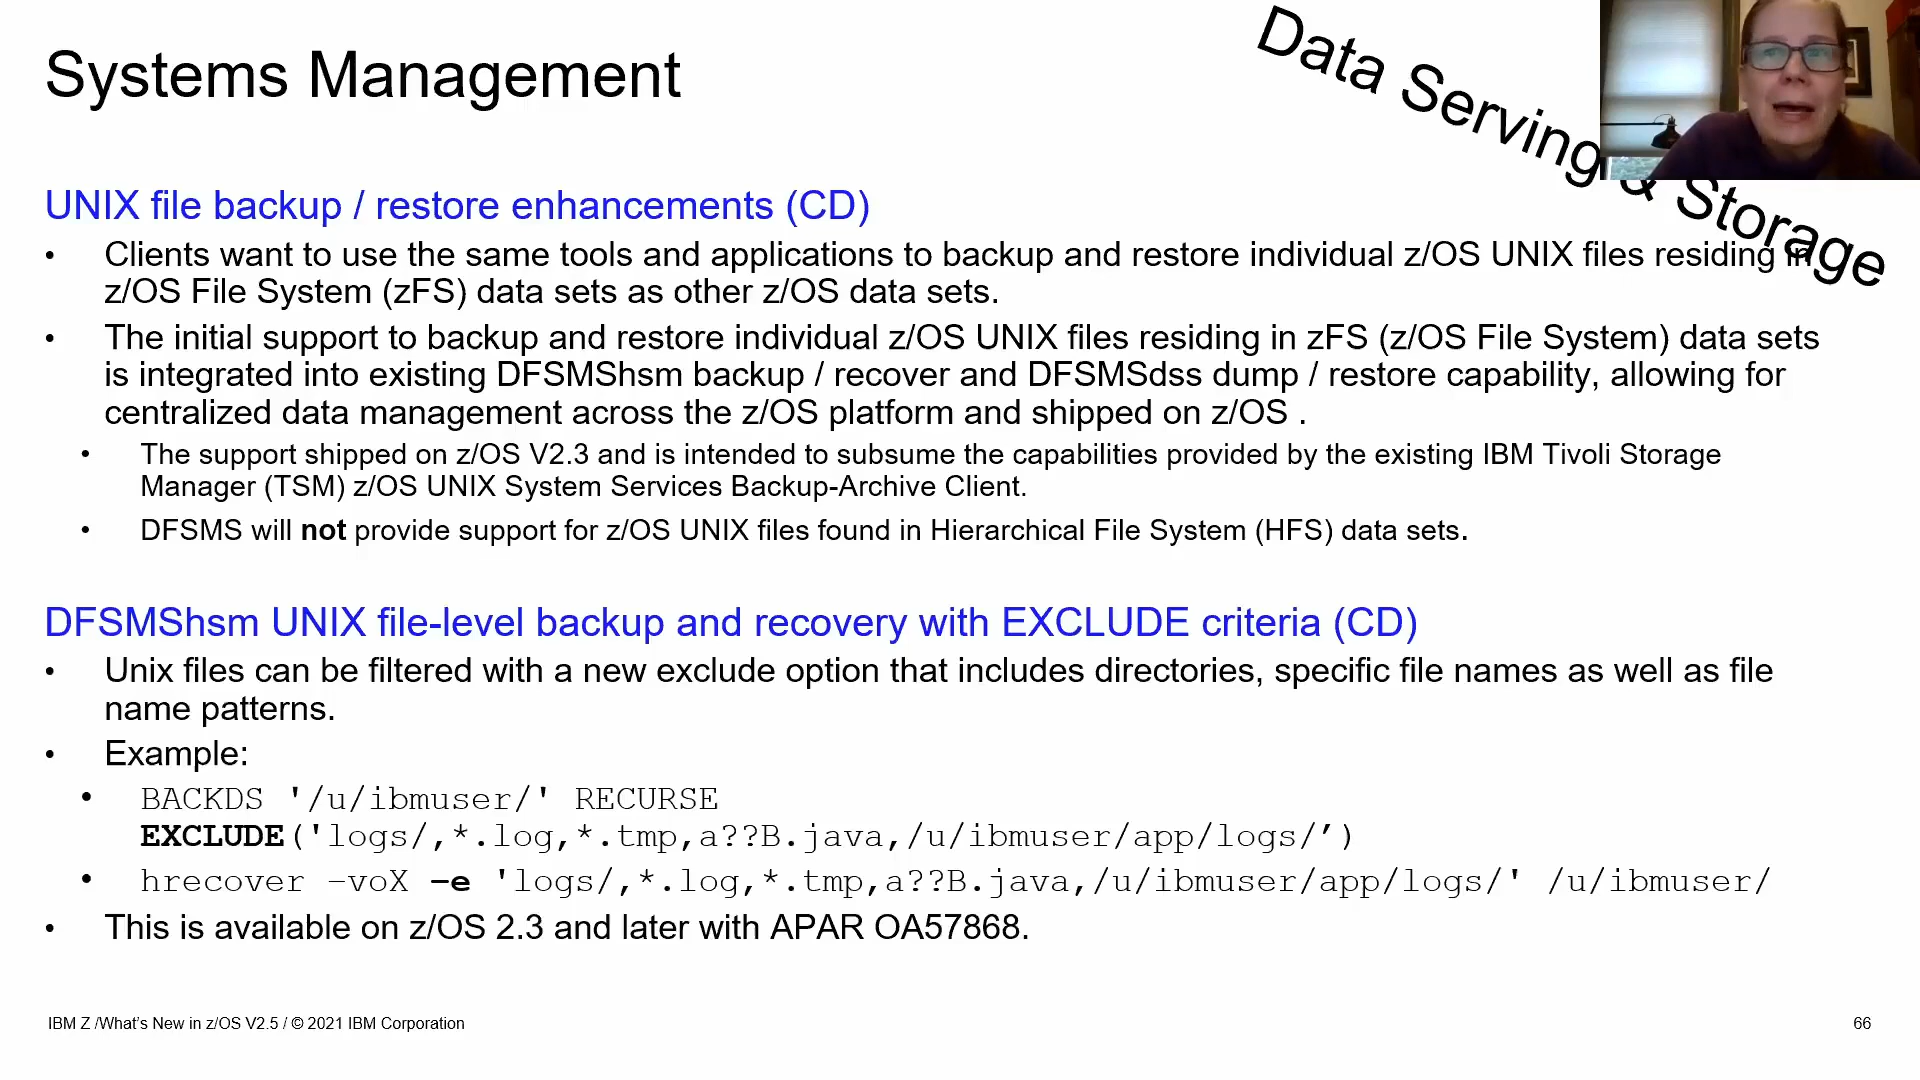 Systems Management
Data Serving & Storage
UNIX file backup / restore enhancements (CD)
• Clients want to use the same tools and applications to backup and restore individual z/OS UNIX files residing in
z/OS File System (zFS) data sets as other z/OS data sets.
• The initial support to backup and restore individual z/OS UNIX files residing in zFS (z/OS File System) data sets
is integrated into existing DFSMShsm backup / recover and DFSMSdss dump / restore capability, allowing for
centralized data management across the z/OS platform and shipped on z/OS .
• The support shipped on z/OS V2.3 and is intended to subsume the capabilities provided by the existing IBM Tivoli Storage
Manager (TSM) z/OS UNIX System Services Backup-Archive Client.
• DFSMS will not provide support for z/OS UNIX files found in Hierarchical File System (HFS) data sets.
DFSMShsm UNIX file-level backup and recovery with EXCLUDE criteria (CD)
• Unix files can be filtered with a new exclude option that includes directories, specific file names as well as file
name patterns.
• Example:
• BACKDS '/u/ibmuser/' RECURSE
EXCLUDE('logs/,*.log,*.tmp,a??B.java,/u/ibmuser/app/logs/’)
• hrecover –voX –e 'logs/,*.log,*.tmp,a??B.java,/u/ibmuser/app/logs/' /u/ibmuser/
• This is available on z/OS 2.3 and later with APAR OA57868.
IBM Z /What’s New in z/OS V2.5 / © 2021 IBM Corporation
66